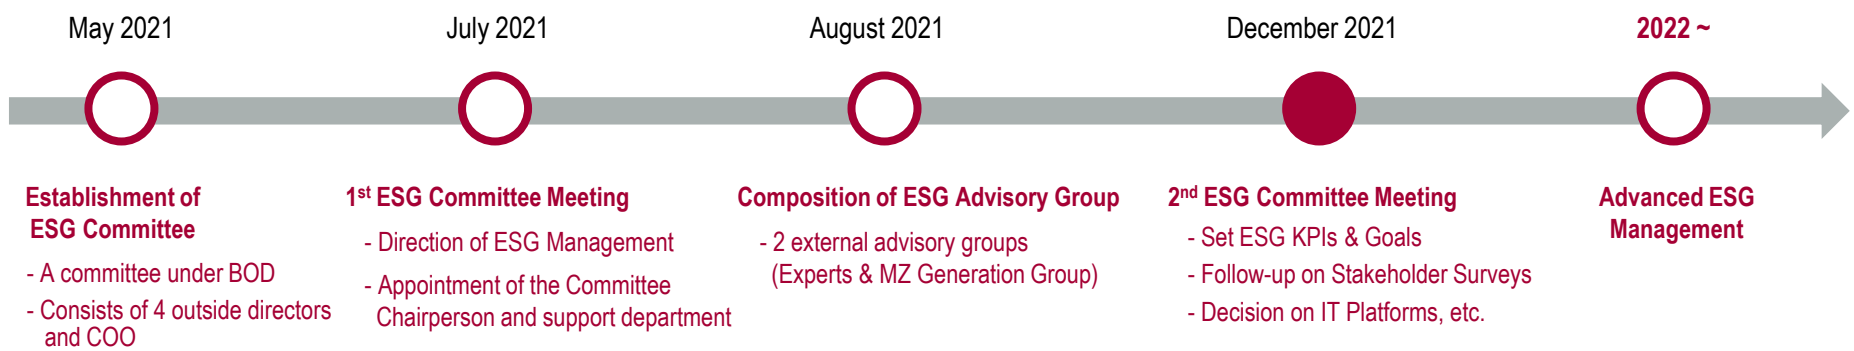 May 2021
July 2021
August 2021
December 2021
2022 ~
Establishment of
ESG Committee
- A committee under BOD
- Consists of 4 outside directors
and COO
1st ESG Committee Meeting
- Direction of ESG Management
- Appointment of the Committee
Chairperson and support department
Composition of ESG Advisory Group
- 2 external advisory groups
(Experts & MZ Generation Group)
2nd ESG Committee Meeting
- Set ESG KPIs & Goals
- Follow-up on Stakeholder Surveys
- Decision on IT Platforms, etc.
Advanced ESG
Management